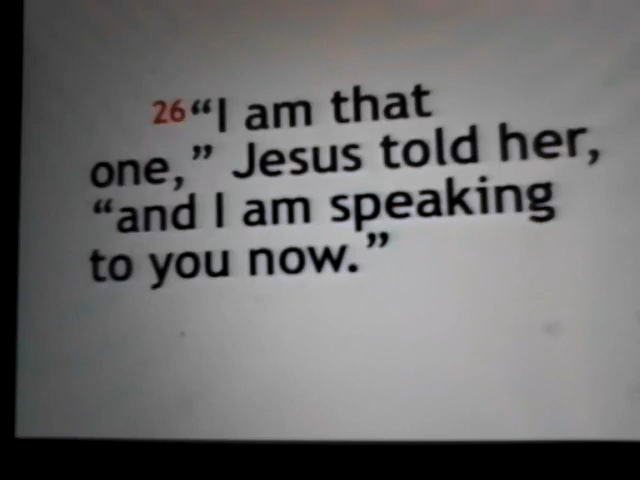 26 “I am that
one,” Jesus told her,
“and I am speaking
to you now.”